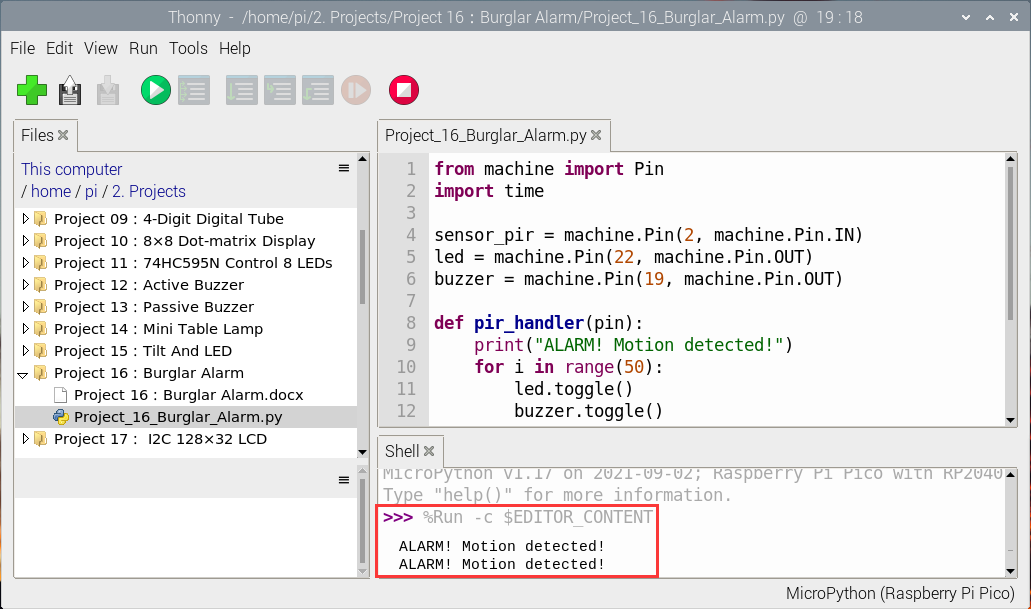 Thonny - /home/pi/2. Projects/Project 16 : Burglar Alarm/Project_16_Burglar_Alarm.py @ 19 : 18
File Edit View Run Tools Help
Files
This computer
/ home / pi / 2. Projects
Project 09 : 4-Digit Digital Tube
Project 10 : 8×8 Dot-matrix Display
Project 11 : 74HC595N Control 8 LEDs
Project 12 : Active Buzzer
Project 13 : Passive Buzzer
Project 14 : Mini Table Lamp
Project 15 : Tilt And LED
Project 16 : Burglar Alarm
Project 16 : Burglar Alarm.docx
Project_16_Burglar_Alarm.py
Project 17 : I2C 128×32 LCD
Project_16_Burglar_Alarm.py
1 from machine import Pin
2 import time
3
4 sensor_pir = machine.Pin(2, machine.Pin.IN)
5 led = machine.Pin(22, machine.Pin.OUT)
6 buzzer = machine.Pin(19, machine.Pin.OUT)
7
8 def pir_handler(pin):
9     print("ALARM! Motion detected!")
10     for i in range(50):
11         led.toggle()
12         buzzer.toggle()
Shell
MicroPython v1.17 on 2021-09-02; Raspberry Pi Pico with RP2040
Type "help()" for more information.
>>> %Run -c $EDITOR_CONTENT
ALARM! Motion detected!
ALARM! Motion detected!
MicroPython (Raspberry Pi Pico)